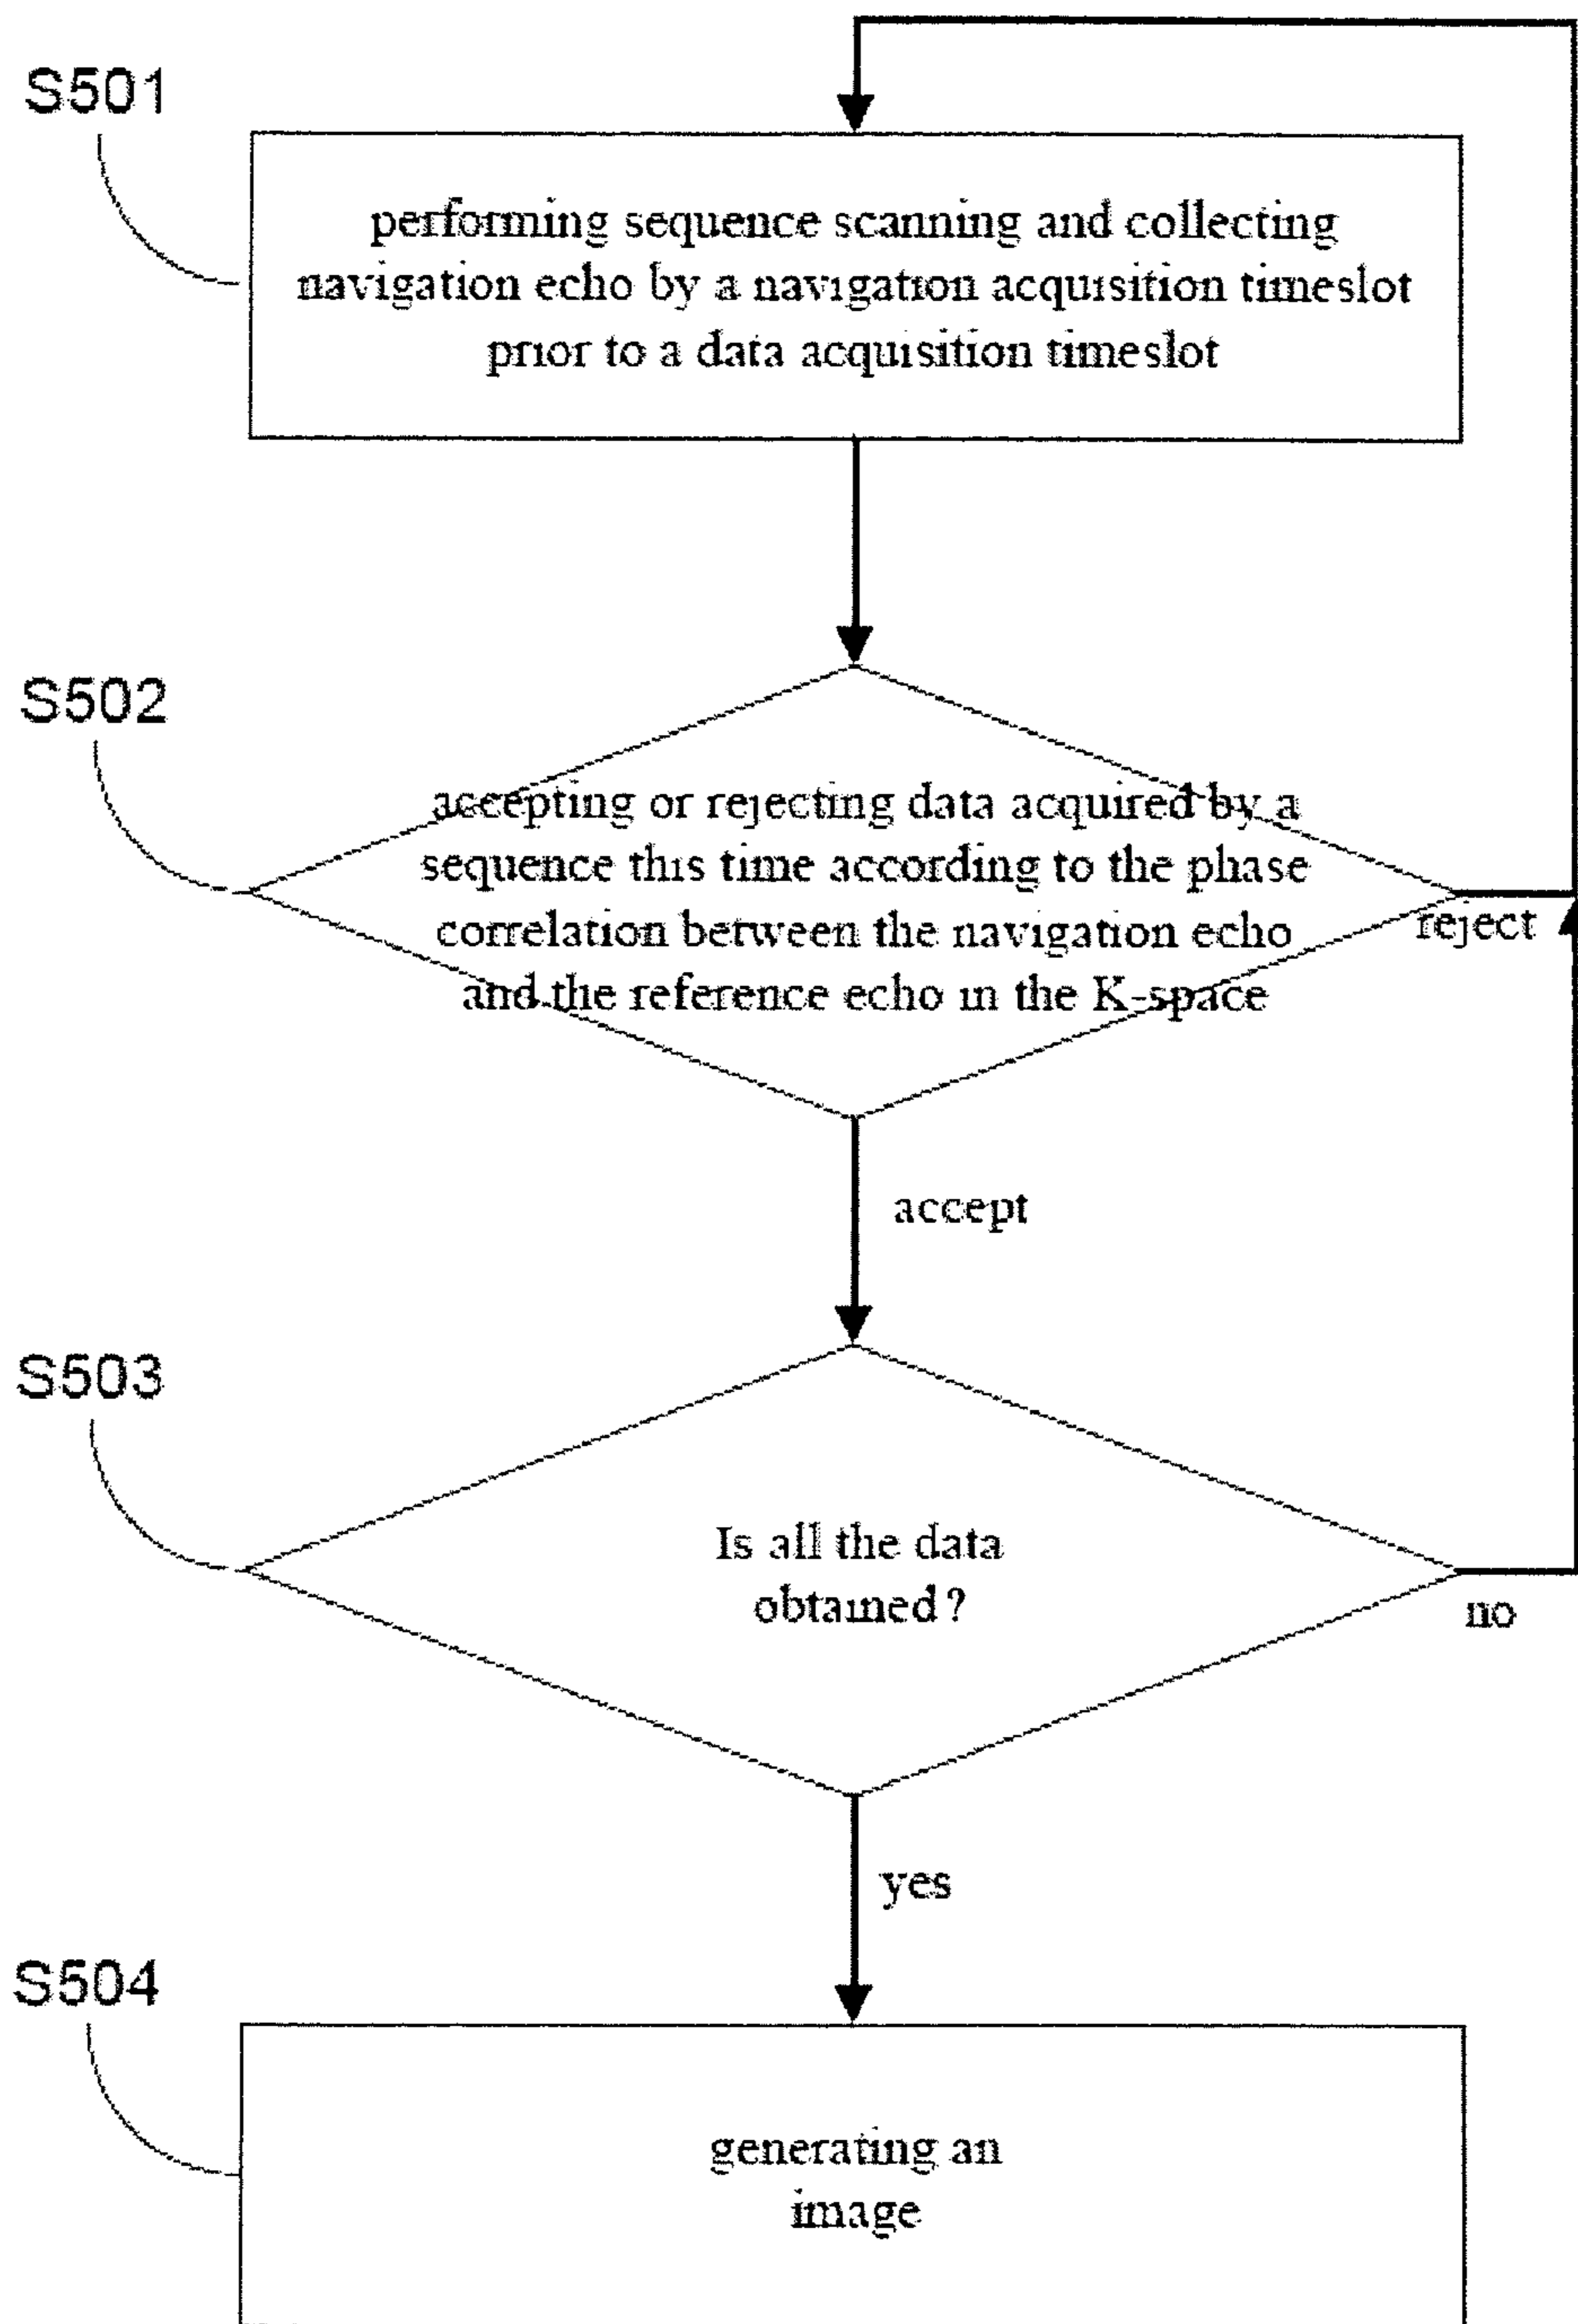 S501
performing sequence scanning and collecting
navigation echo by a navigation acquisition timeslot
prior to a data acquisition timeslot
S502
accepting or rejecting data acquired by a
sequence this time according to the phase
correlation between the navigation echo
and the reference echo in the K-space
reject
accept
S503
Is all the data
obtained?
no
yes
S504
generating an
image